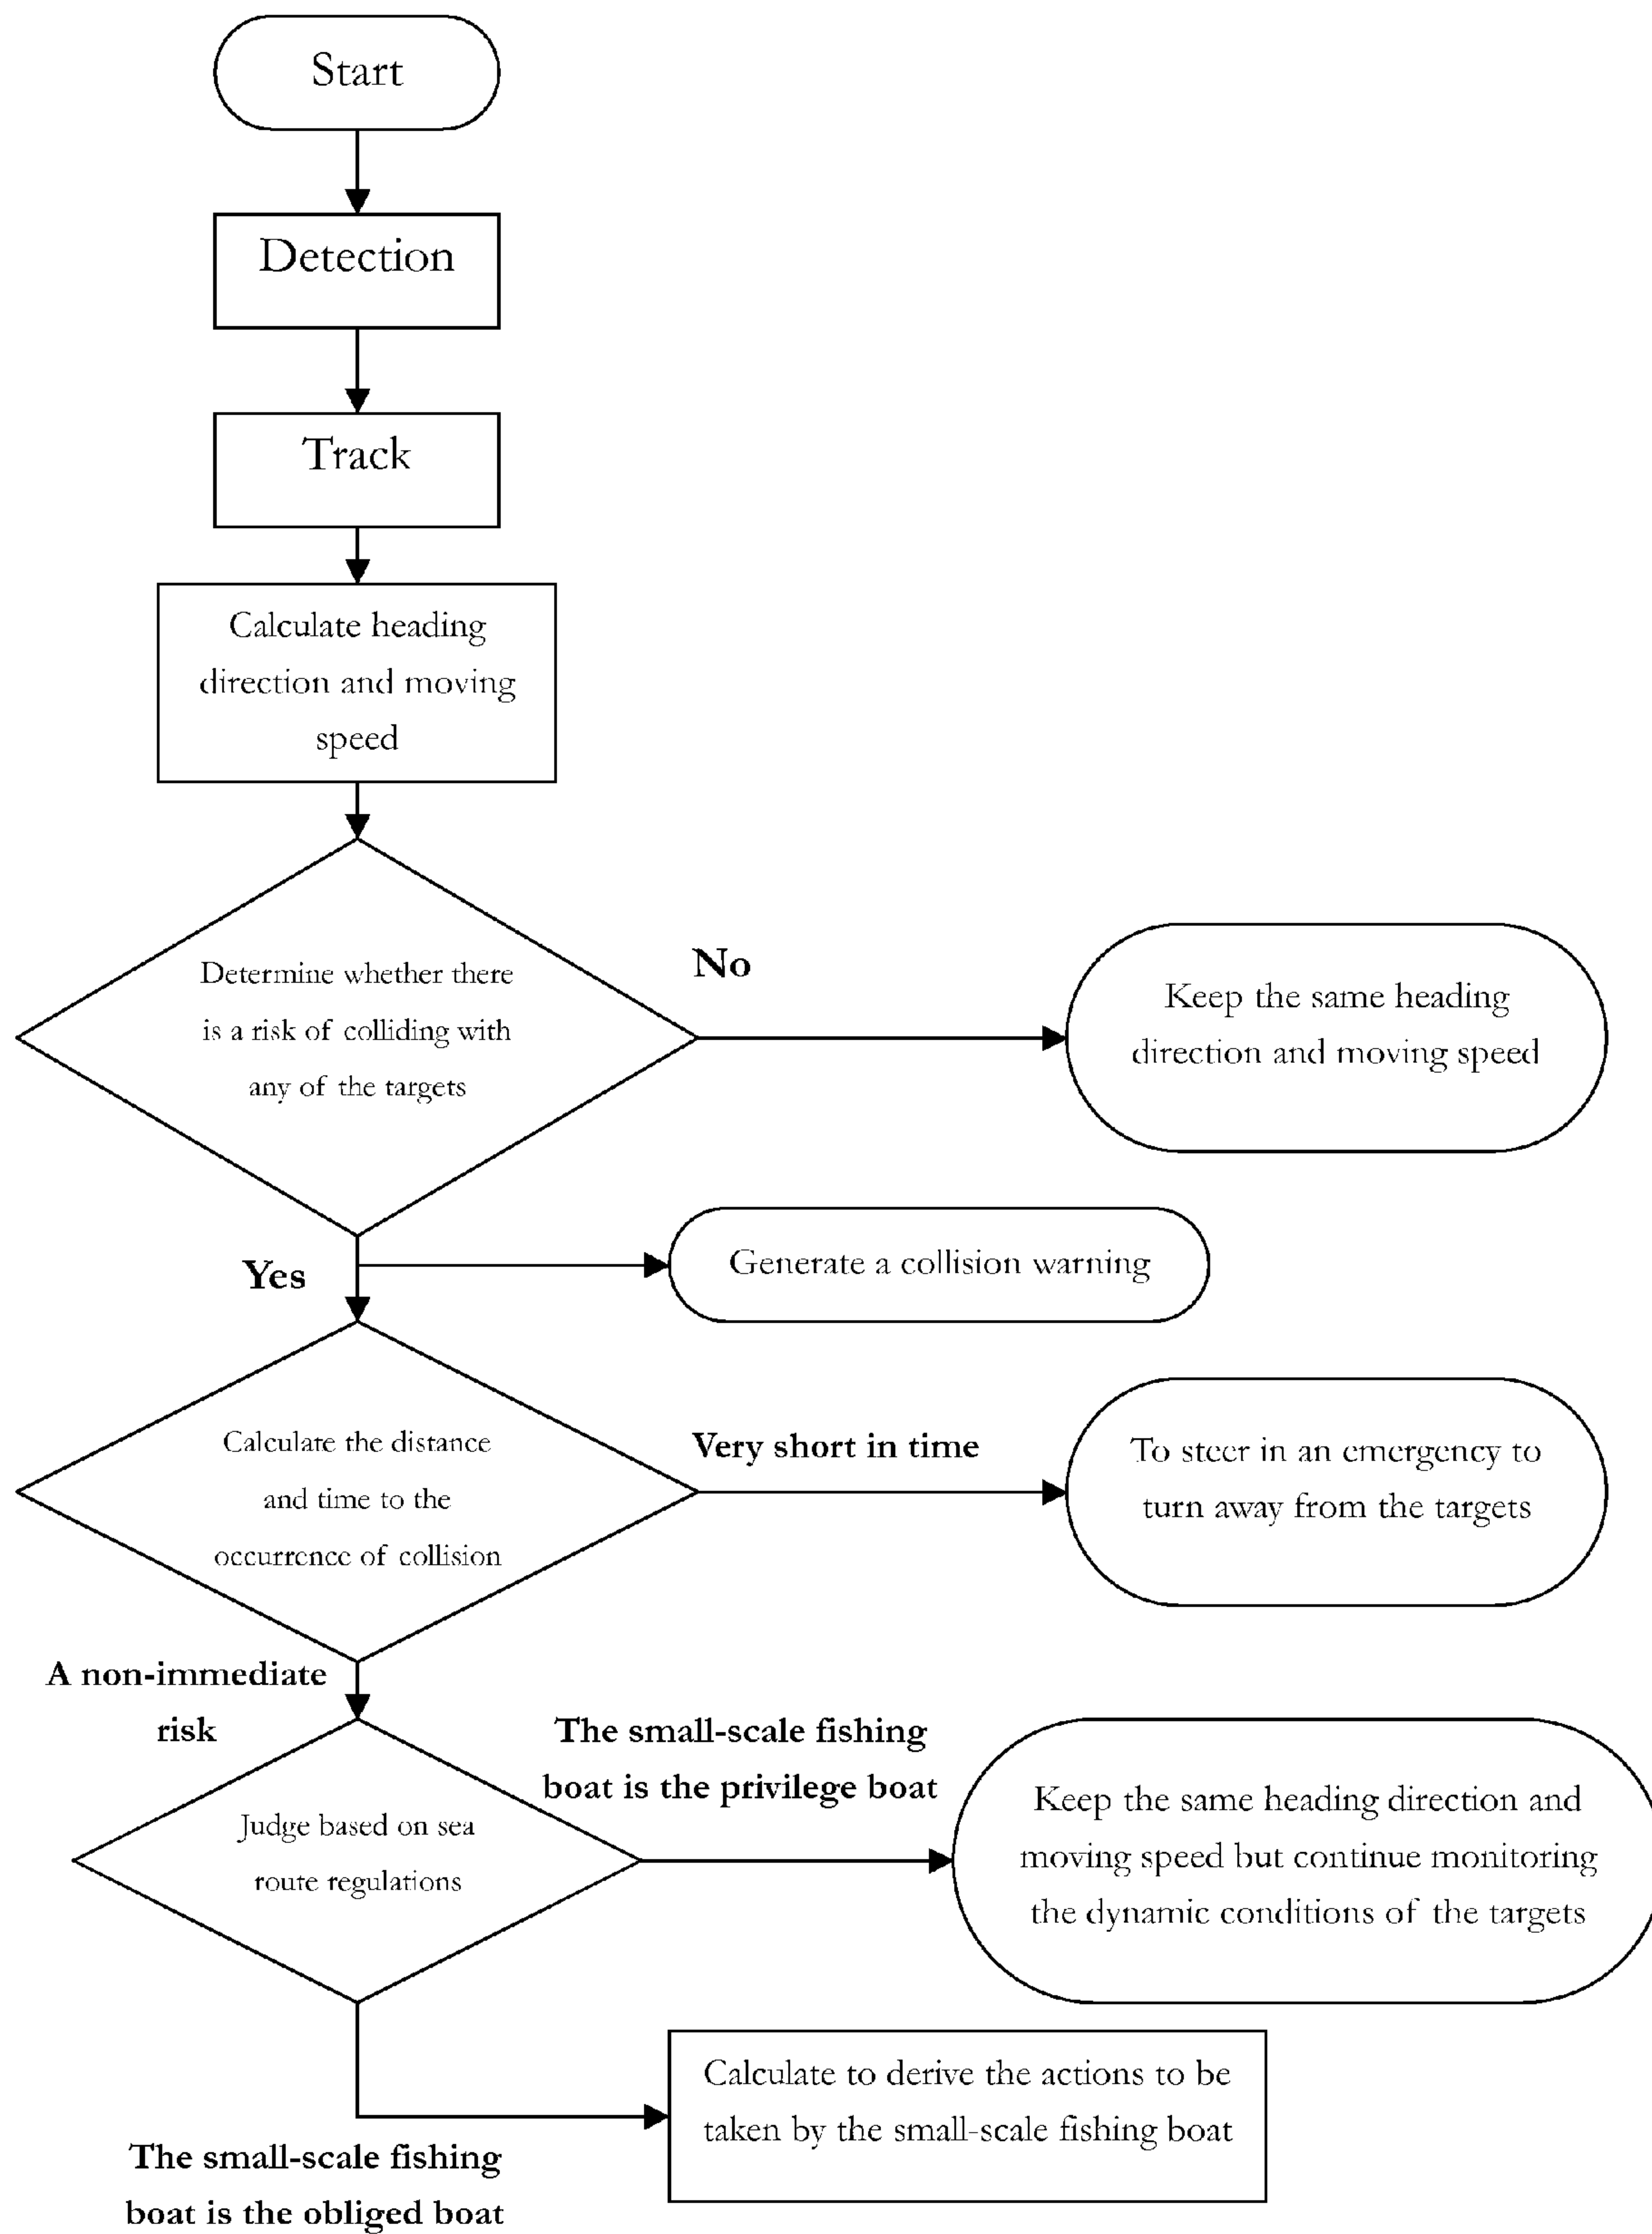 Start
Detection
Track
Calculate heading
direction and moving
speed
Determine whether there
is a risk of colliding with
any of the targets
No
Keep the same heading
direction and moving speed
Yes
Generate a collision warning
Calculate the distance
and time to the
occurrence of collision
Very short in time
To steer in an emergency to
turn away from the targets
A non-immediate
risk
Judge based on sea
route regulations
The small-scale fishing
boat is the privilege boat
Keep the same heading direction and
moving speed but continue monitoring
the dynamic conditions of the targets
Calculate to derive the actions to be
taken by the small-scale fishing boat
The small-scale fishing
boat is the obliged boat